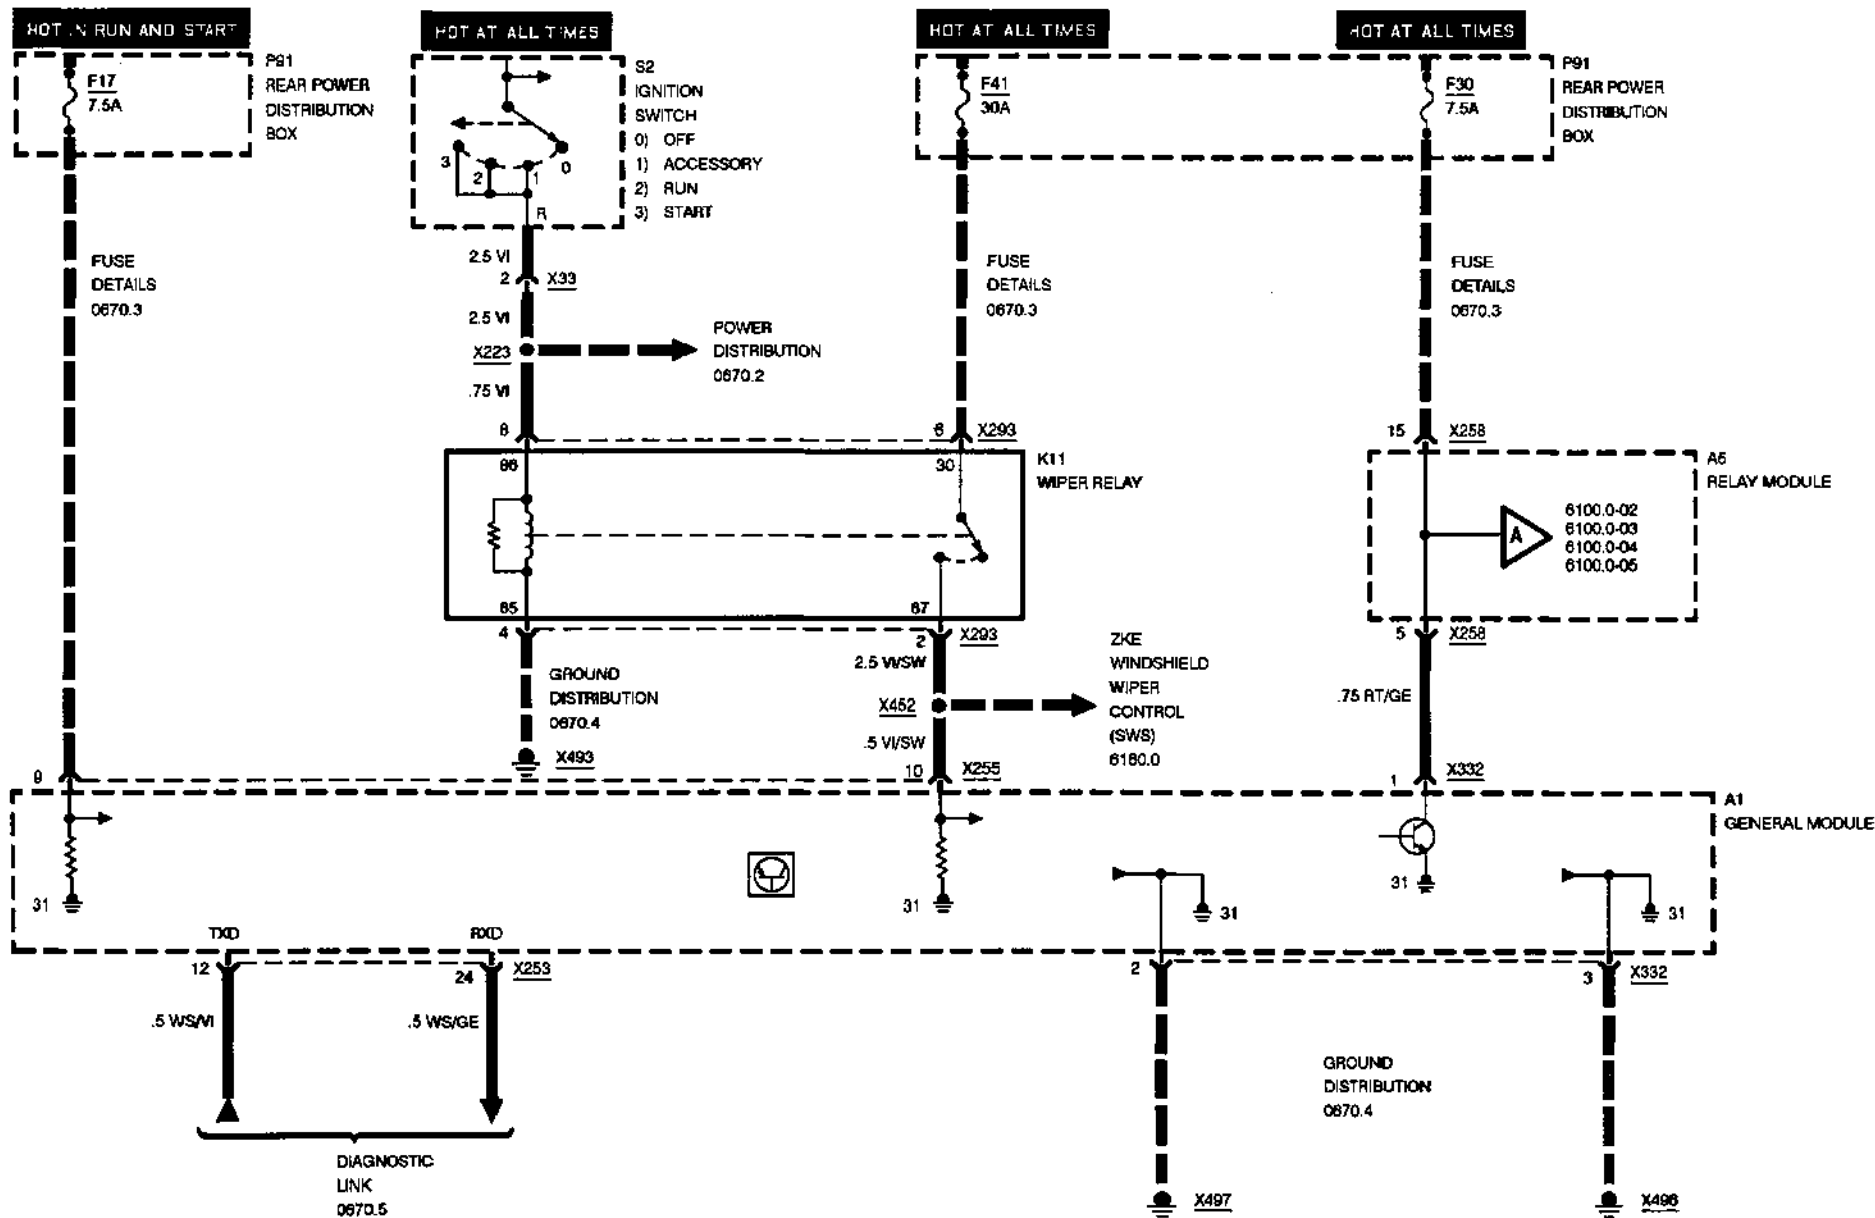 HOT IN RUN AND START
HOT AT ALL TIMES
HOT AT ALL TIMES
HOT AT ALL TIMES
F17
7.5A
P91
REAR POWER
DISTRIBUTION
BOX
S2
IGNITION
SWITCH
0) OFF
1) ACCESSORY
2) RUN
3) START
3
2
1
0
R
F41
30A
F30
7.5A
P91
REAR POWER
DISTRIBUTION
BOX
FUSE
DETAILS
0670.3
2.5 VI
2 X33
2.5 VI
X223
.75 VI
POWER
DISTRIBUTION
0670.2
FUSE
DETAILS
0670.3
FUSE
DETAILS
0670.3
8
6 X293
15 X258
86
30
K11
WIPER RELAY
A5
RELAY MODULE
A
6100.0-02
6100.0-03
6100.0-04
6100.0-05
85
87
4
2 X293
5 X258
GROUND
DISTRIBUTION
0670.4
X493
2.5 VI/SW
X452
.5 VI/SW
ZKE
WINDSHIELD
WIPER
CONTROL
(SWS)
6160.0
.75 RT/GE
9
10 X255
1 X332
A1
GENERAL MODULE
31
31
31
31
31
TXD
RXD
12
24 X253
2
3 X332
.5 WS/VI
.5 WS/GE
GROUND
DISTRIBUTION
0670.4
DIAGNOSTIC
LINK
0670.5
X497
X498